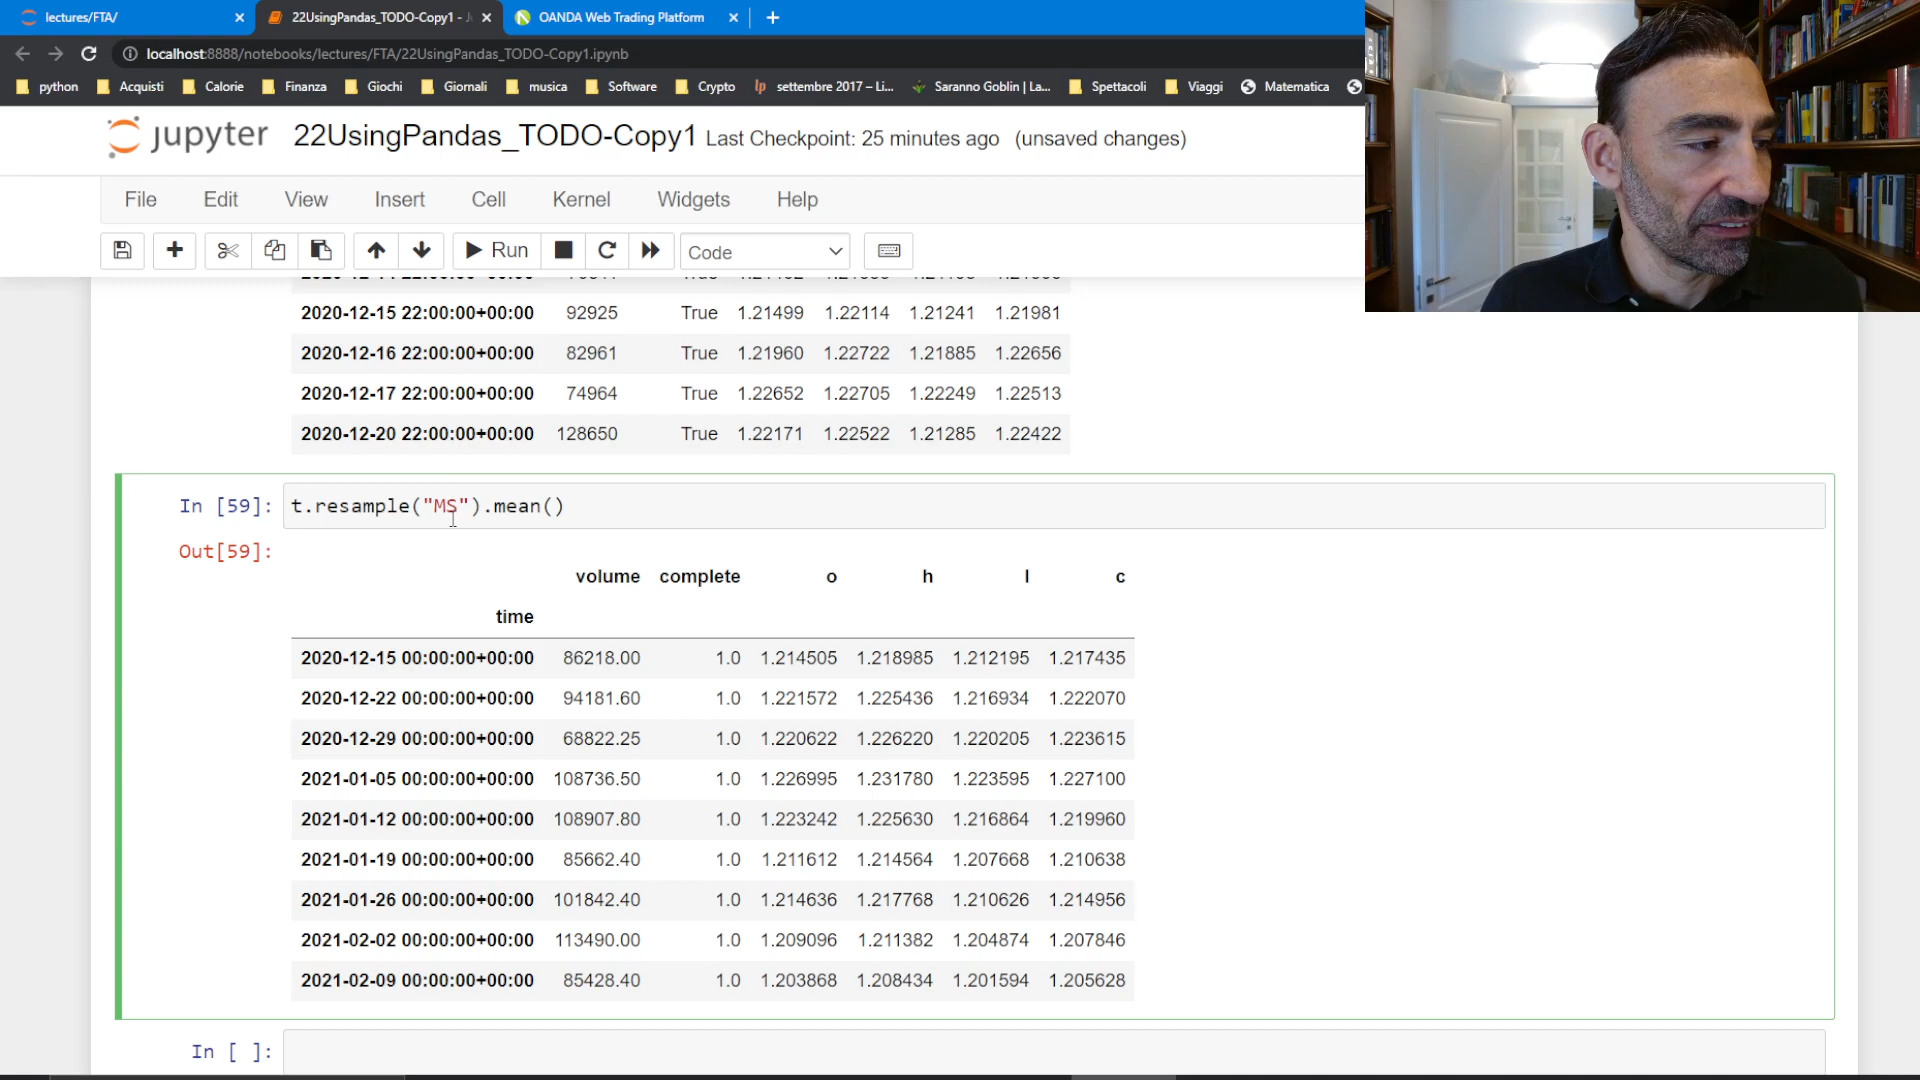 lectures/FTA/
22UsingPandas_TODO-Copy1 - J
OANDA Web Trading Platform
localhost:8888/notebooks/lectures/FTA/22UsingPandas_TODO-Copy1.ipynb
python Acquisti Calorie Finanza Giochi Giornali musica Software Crypto settembre 2017 – Li... Saranno Goblin | La... Spettacoli Viaggi Matematica
jupyter 22UsingPandas_TODO-Copy1 Last Checkpoint: 25 minutes ago (unsaved changes)
File Edit View Insert Cell Kernel Widgets Help
Run Code
2020-12-15 22:00:00+00:00 92925 True 1.21499 1.22114 1.21241 1.21981
2020-12-16 22:00:00+00:00 82961 True 1.21960 1.22722 1.21885 1.22656
2020-12-17 22:00:00+00:00 74964 True 1.22652 1.22705 1.22249 1.22513
2020-12-20 22:00:00+00:00 128650 True 1.22171 1.22522 1.21285 1.22422
In [59]: t.resample("MS").mean()
Out[59]:
volume complete o h l c
time
2020-12-15 00:00:00+00:00 86218.00 1.0 1.214505 1.218985 1.212195 1.217435
2020-12-22 00:00:00+00:00 94181.60 1.0 1.221572 1.225436 1.216934 1.222070
2020-12-29 00:00:00+00:00 68822.25 1.0 1.220622 1.226220 1.220205 1.223615
2021-01-05 00:00:00+00:00 108736.50 1.0 1.226995 1.231780 1.223595 1.227100
2021-01-12 00:00:00+00:00 108907.80 1.0 1.223242 1.225630 1.216864 1.219960
2021-01-19 00:00:00+00:00 85662.40 1.0 1.211612 1.214564 1.207668 1.210638
2021-01-26 00:00:00+00:00 101842.40 1.0 1.214636 1.217768 1.210626 1.214956
2021-02-02 00:00:00+00:00 113490.00 1.0 1.209096 1.211382 1.204874 1.207846
2021-02-09 00:00:00+00:00 85428.40 1.0 1.203868 1.208434 1.201594 1.205628
In [ ]: